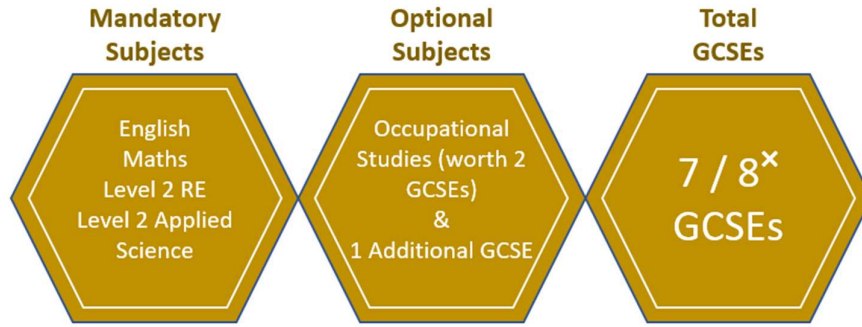 Mandatory
Subjects
English
Maths
Level 2 RE
Level 2 Applied
Science
Optional
Subjects
Occupational
Studies (worth 2
GCSEs)
&
1 Additional GCSE
Total
GCSEs
7 / 8×
GCSEs